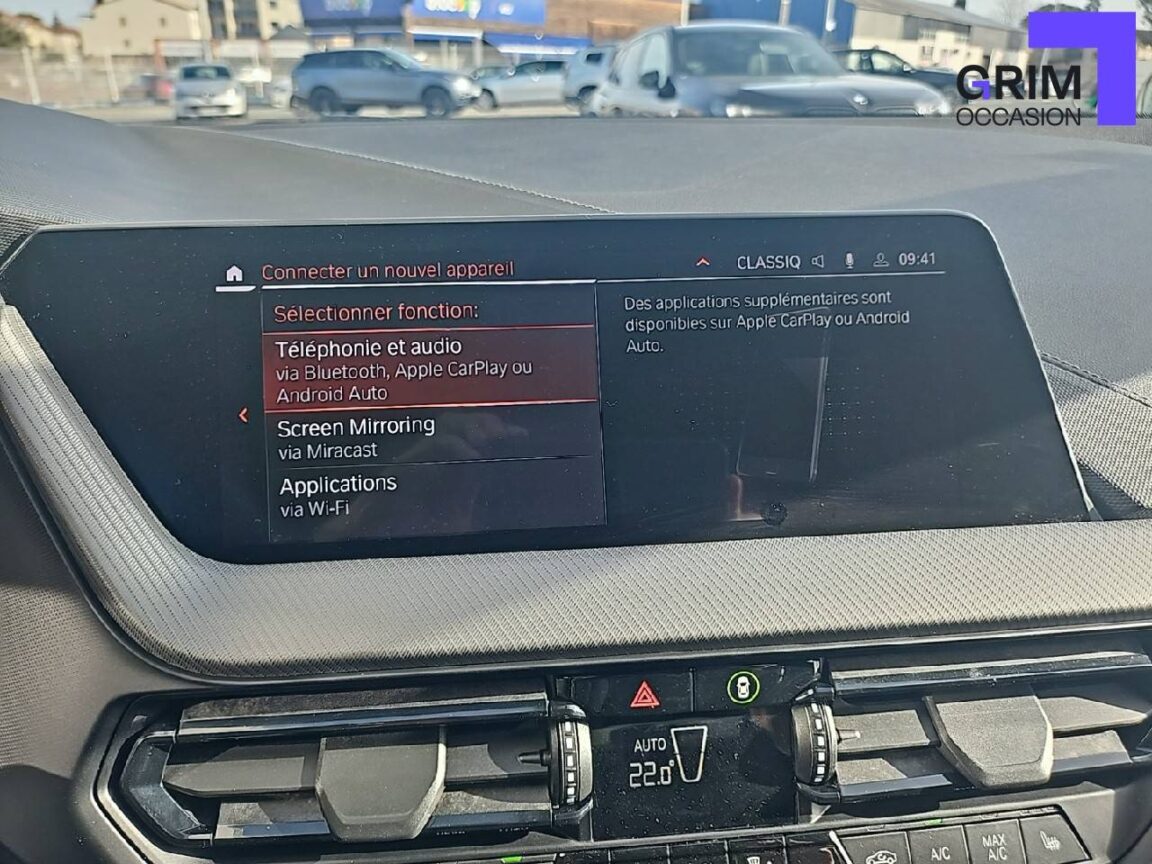 GRIM
OCCASION
Connecter un nouvel appareil
CLASSIQ
09:41
Sélectionner fonction:
Téléphonie et audio
via Bluetooth, Apple CarPlay ou
Android Auto
Screen Mirroring
via Miracast
Applications
via Wi-Fi
Des applications supplémentaires sont
disponibles sur Apple CarPlay ou Android
Auto.
AUTO
22.0°
A/C
MAX
A/C